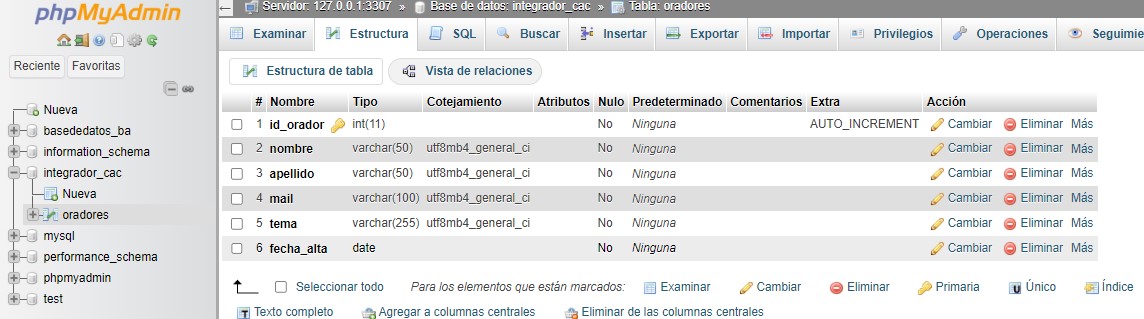 phpMyAdmin
Reciente Favoritas
Nueva
basededatos_ba
information_schema
integrador_cac
Nueva
oradores
mysql
performance_schema
phpmyadmin
test
Servidor: 127.0.0.1:3307 » Base de datos: integrador_cac » Tabla: oradores
Examinar Estructura SQL Buscar Insertar Exportar Importar Privilegios Operaciones Seguimie
Estructura de tabla Vista de relaciones
# Nombre Tipo Cotejamiento Atributos Nulo Predeterminado Comentarios Extra Acción
1 id_orador int(11) No Ninguna AUTO_INCREMENT Cambiar Eliminar Más
2 nombre varchar(50) utf8mb4_general_ci No Ninguna Cambiar Eliminar Más
3 apellido varchar(50) utf8mb4_general_ci No Ninguna Cambiar Eliminar Más
4 mail varchar(100) utf8mb4_general_ci No Ninguna Cambiar Eliminar Más
5 tema varchar(255) utf8mb4_general_ci No Ninguna Cambiar Eliminar Más
6 fecha_alta date No Ninguna Cambiar Eliminar Más
Seleccionar todo Para los elementos que están marcados: Examinar Cambiar Eliminar Primaria Único Índice
Texto completo Agregar a columnas centrales Eliminar de las columnas centrales